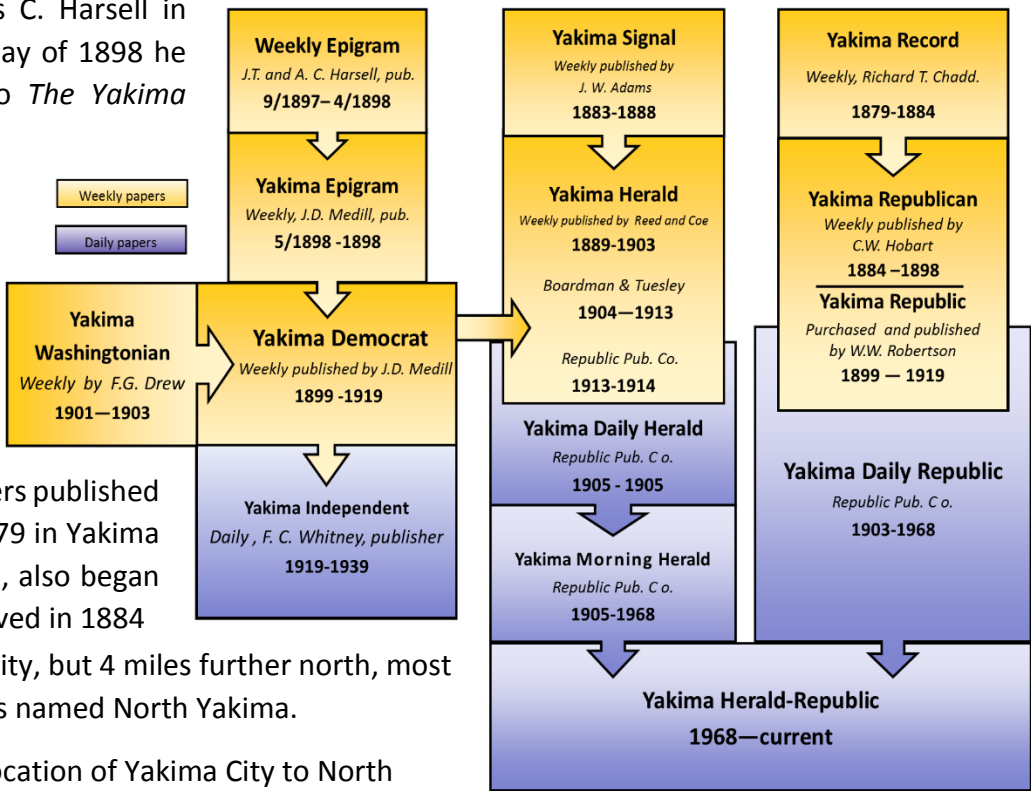 s C. Harsell in
ay of 1898 he
o The Yakima
Weekly papers
Daily papers
Weekly Epigram
J.T. and A. C. Harsell, pub.
9/1897– 4/1898
Yakima Epigram
Weekly, J.D. Medill, pub.
5/1898 -1898
Yakima
Washingtonian
Weekly by F.G. Drew
1901—1903
Yakima Democrat
Weekly published by J.D. Medill
1899 -1919
Yakima Independent
Daily , F. C. Whitney, publisher
1919-1939
Yakima Signal
Weekly published by
J. W. Adams
1883-1888
Yakima Herald
Weekly published by Reed and Coe
1889-1903
Boardman & Tuesley
1904—1913
Republic Pub. Co.
1913-1914
Yakima Daily Herald
Republic Pub. C o.
1905 - 1905
Yakima Morning Herald
Republic Pub. C o.
1905-1968
Yakima Record
Weekly, Richard T. Chadd.
1879-1884
Yakima Republican
Weekly published by
C.W. Hobart
1884 –1898
Yakima Republic
Purchased and published
by W.W. Robertson
1899 — 1919
Yakima Daily Republic
Republic Pub. C o.
1903-1968
Yakima Herald-Republic
1968—current
ers published
79 in Yakima
, also began
ved in 1884
ity, but 4 miles further north, most
s named North Yakima.
ocation of Yakima City to North